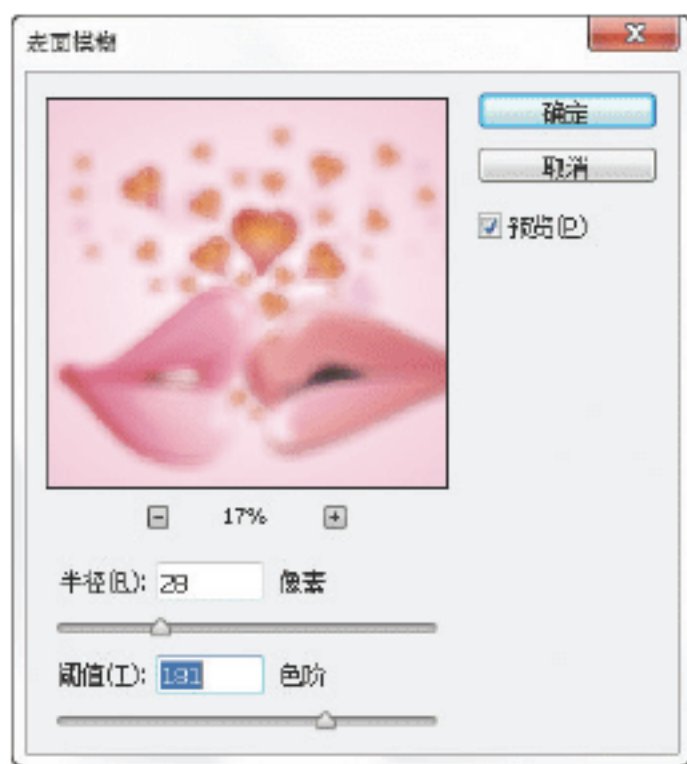 表面模糊
确定
取消
预览(P)
17%
半径(R): 28 像素
阈值(T): 181 色阶